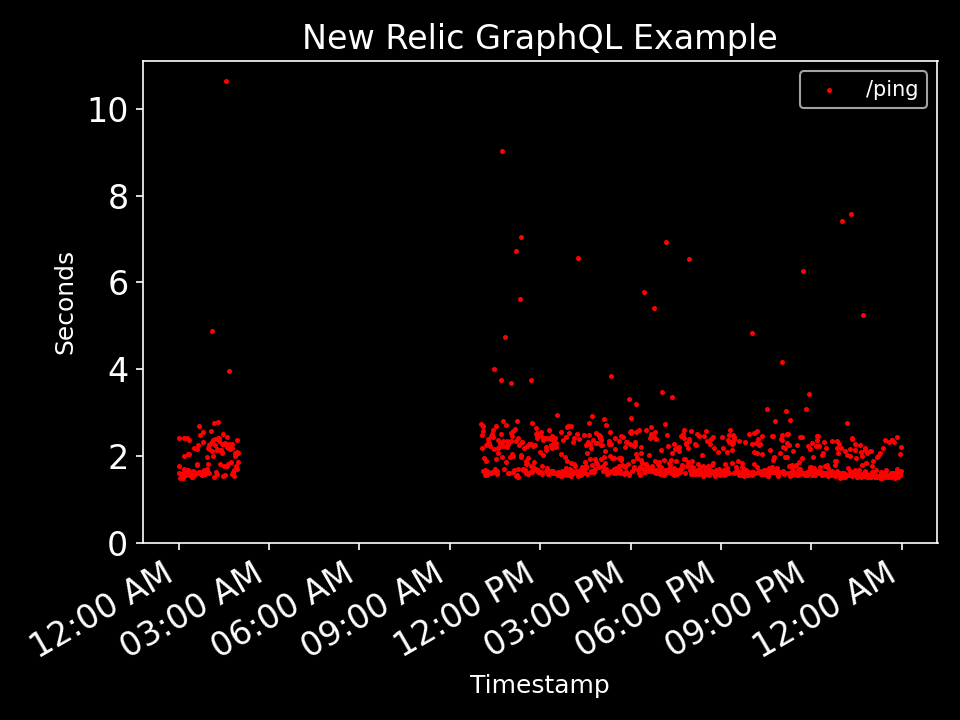 New Relic GraphQL Example
/ping
10
8
6
4
2
0
Seconds
12:00 AM
03:00 AM
06:00 AM
09:00 AM
12:00 PM
03:00 PM
06:00 PM
09:00 PM
12:00 AM
Timestamp